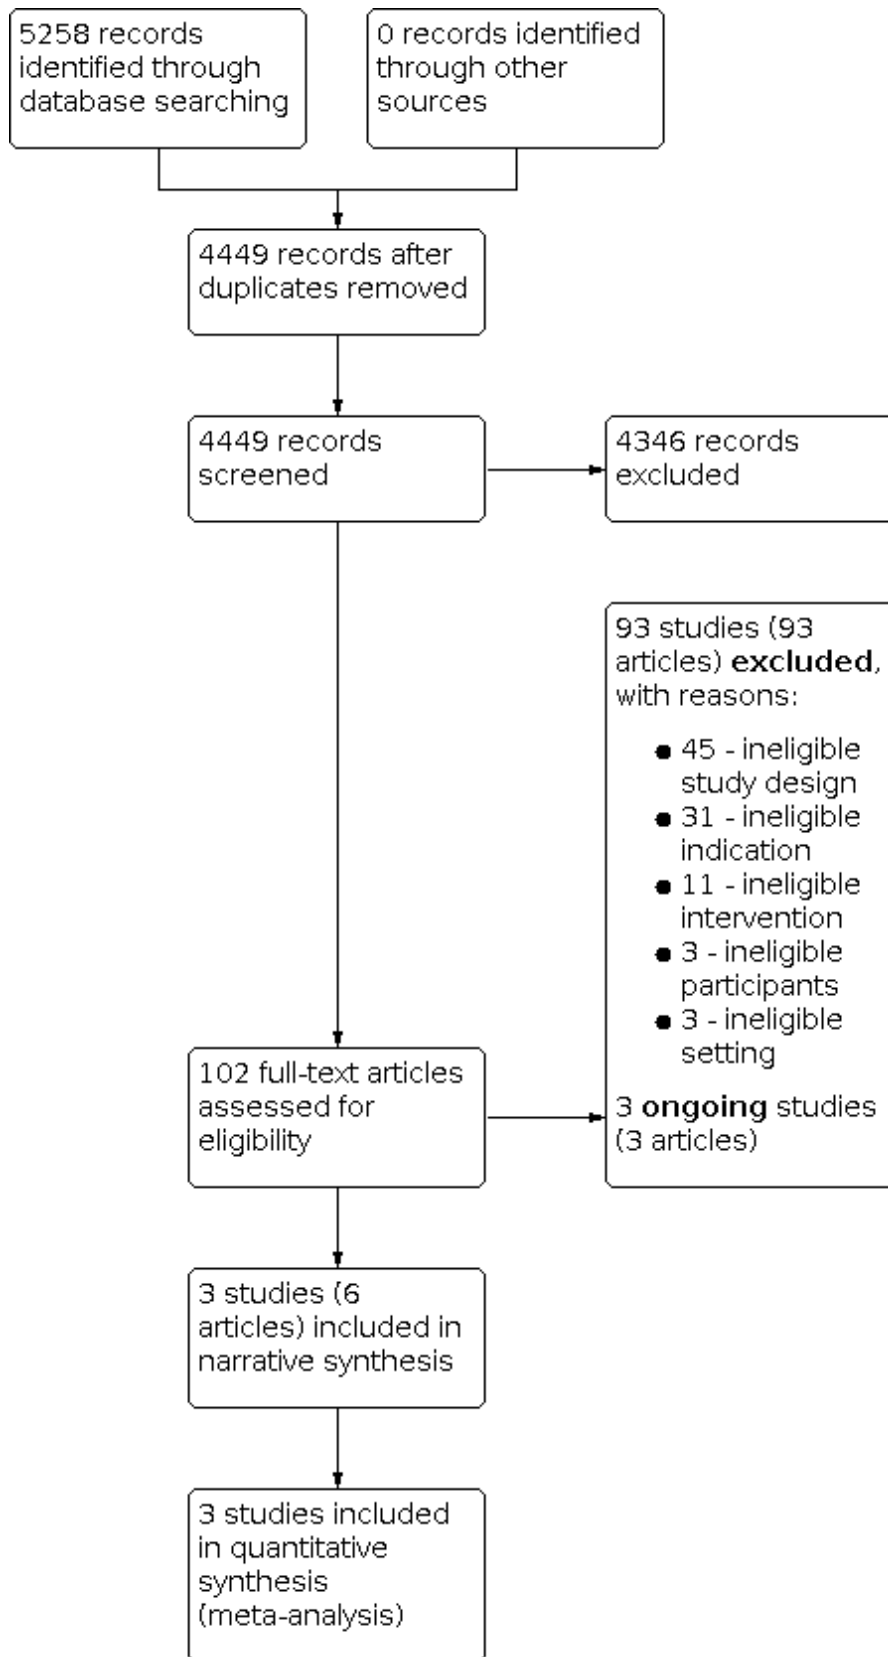 5258 records
identified through
database searching
0 records identified
through other
sources
4449 records after
duplicates removed
4449 records
screened
4346 records
excluded
93 studies (93
articles) excluded,
with reasons:
● 45 - ineligible
study design
● 31 - ineligible
indication
● 11 - ineligible
intervention
● 3 - ineligible
participants
● 3 - ineligible
setting
3 ongoing studies
(3 articles)
102 full-text articles
assessed for
eligibility
3 studies (6
articles) included in
narrative synthesis
3 studies included
in quantitative
synthesis
(meta-analysis)